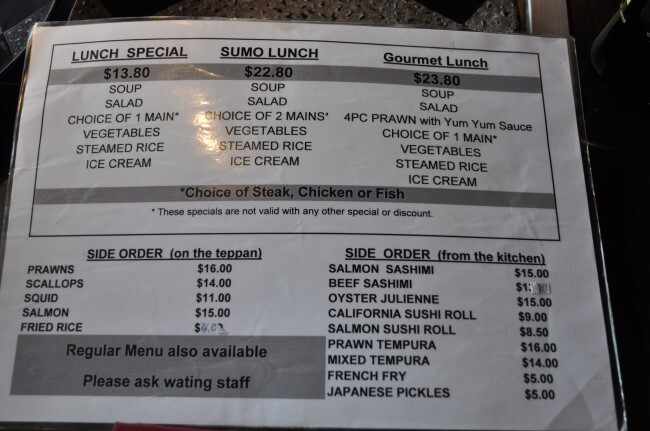 LUNCH SPECIAL
$13.80
SOUP
SALAD
CHOICE OF 1 MAIN*
VEGETABLES
STEAMED RICE
ICE CREAM
SUMO LUNCH
$22.80
SOUP
SALAD
CHOICE OF 2 MAINS*
VEGETABLES
STEAMED RICE
ICE CREAM
Gourmet Lunch
$23.80
SOUP
SALAD
4PC PRAWN with Yum Yum Sauce
CHOICE OF 1 MAIN*
VEGETABLES
STEAMED RICE
ICE CREAM
*Choice of Steak, Chicken or Fish
* These specials are not valid with any other special or discount.
SIDE ORDER (on the teppan)
PRAWNS $16.00
SCALLOPS $14.00
SQUID $11.00
SALMON $15.00
FRIED RICE
Regular Menu also available
Please ask wating staff
SIDE ORDER (from the kitchen)
SALMON SASHIMI $15.00
BEEF SASHIMI
OYSTER JULIENNE $15.00
CALIFORNIA SUSHI ROLL $9.00
SALMON SUSHI ROLL $8.50
PRAWN TEMPURA $16.00
MIXED TEMPURA $14.00
FRENCH FRY $5.00
JAPANESE PICKLES $5.00